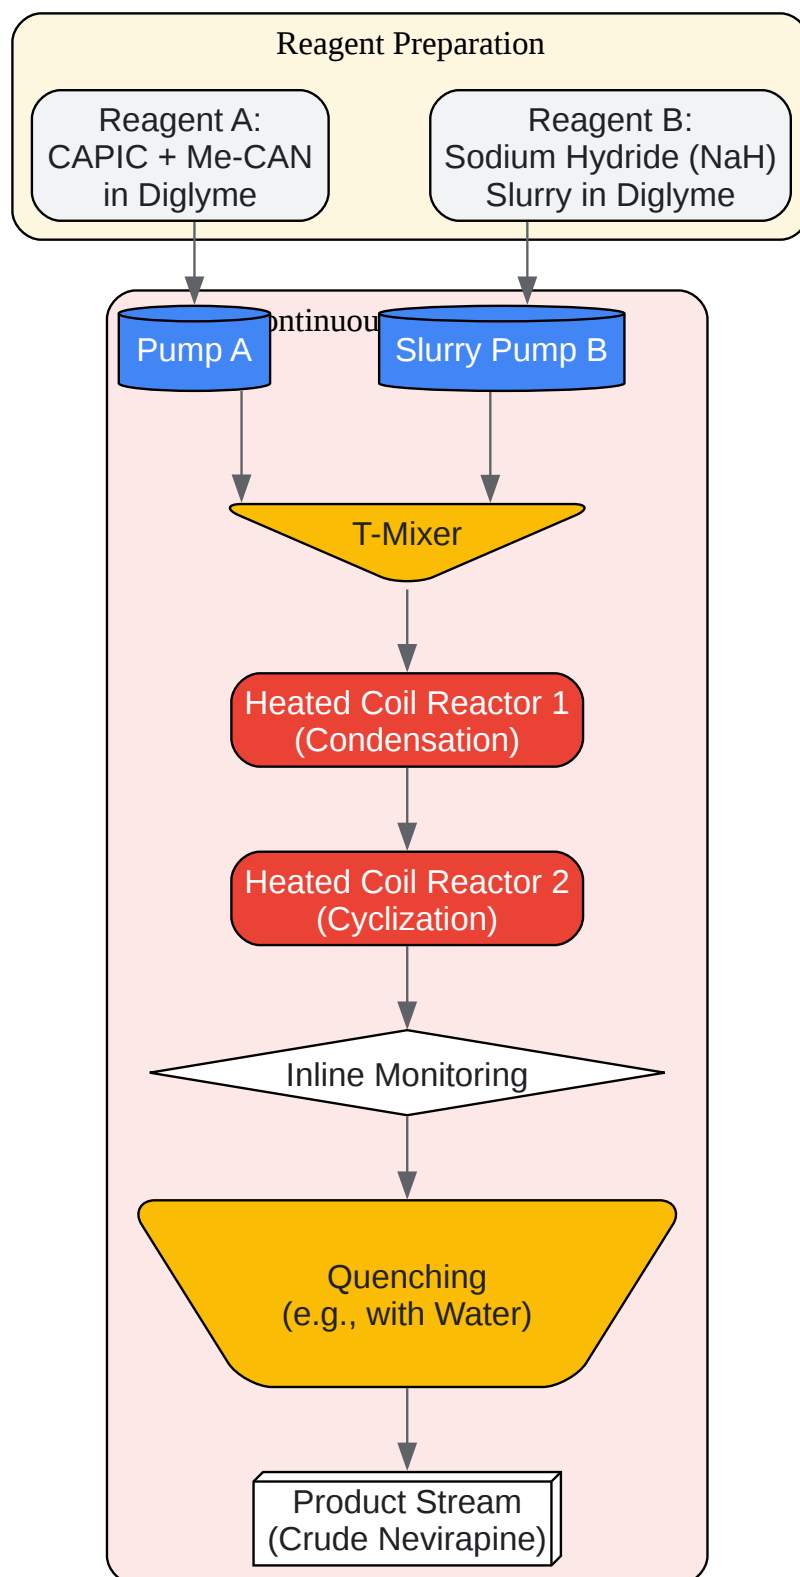 Reagent Preparation
Reagent A:
CAPIC + Me-CAN
in Diglyme
Reagent B:
Sodium Hydride (NaH)
Slurry in Diglyme
Pump A
Slurry Pump B
T-Mixer
Heated Coil Reactor 1
(Condensation)
Heated Coil Reactor 2
(Cyclization)
Inline Monitoring
Quenching
(e.g., with Water)
Product Stream
(Crude Nevirapine)